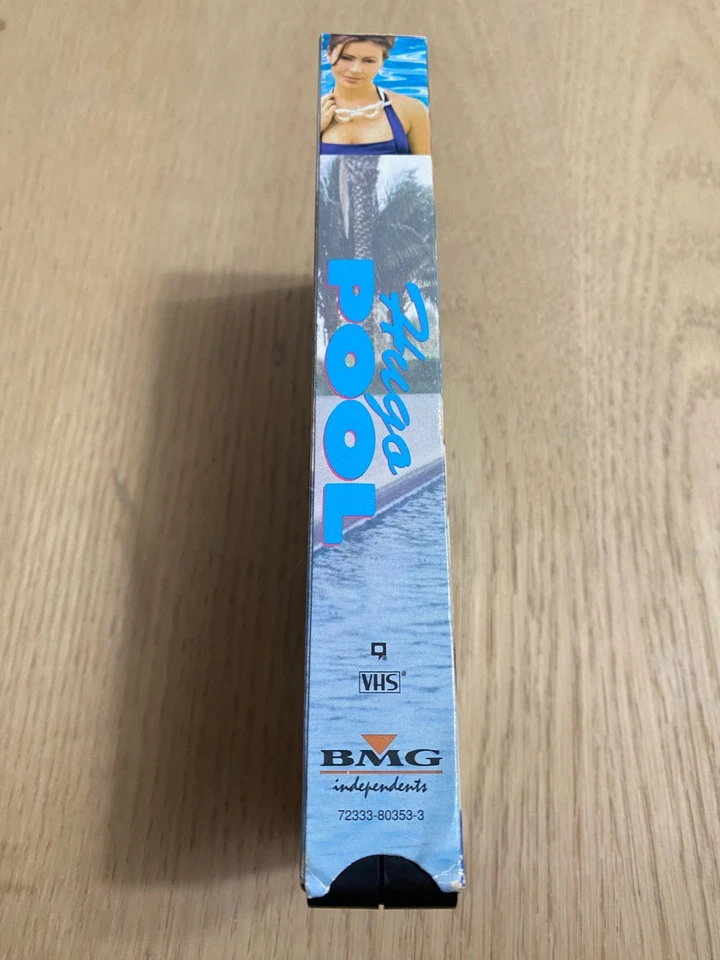 Hugo
POOL
VHS®
BMG
independents
72333-80353-3